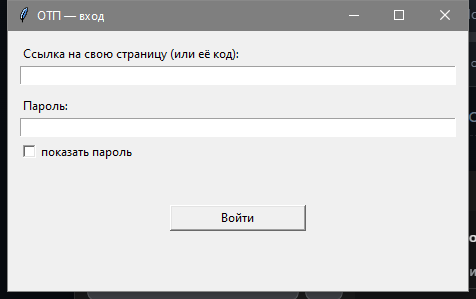 ОТП — вход
Ссылка на свою страницу (или её код):
Пароль:
показать пароль
Войти